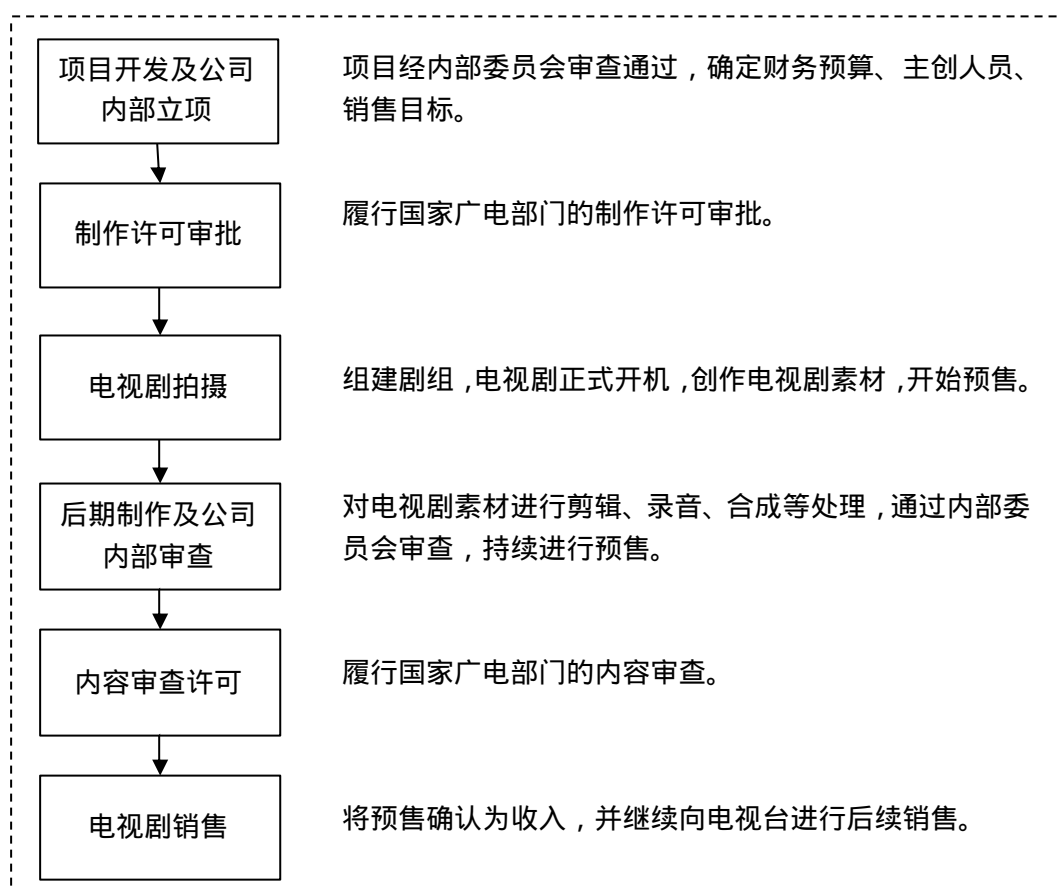 项目开发及公司
内部立项
项目经内部委员会审查通过，确定财务预算、主创人员、
销售目标。
制作许可审批
履行国家广电部门的制作许可审批。
电视剧拍摄
组建剧组，电视剧正式开机，创作电视剧素材，开始预售。
后期制作及公司
内部审查
对电视剧素材进行剪辑、录音、合成等处理，通过内部委
员会审查，持续进行预售。
内容审查许可
履行国家广电部门的内容审查。
电视剧销售
将预售确认为收入，并继续向电视台进行后续销售。